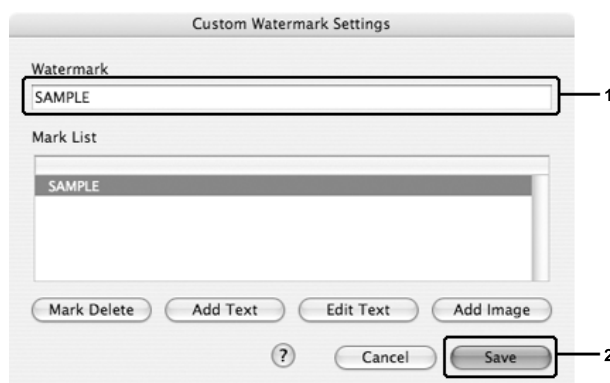 Custom Watermark Settings
Watermark
SAMPLE
1
Mark List
SAMPLE
Mark Delete Add Text Edit Text Add Image
? Cancel Save 2